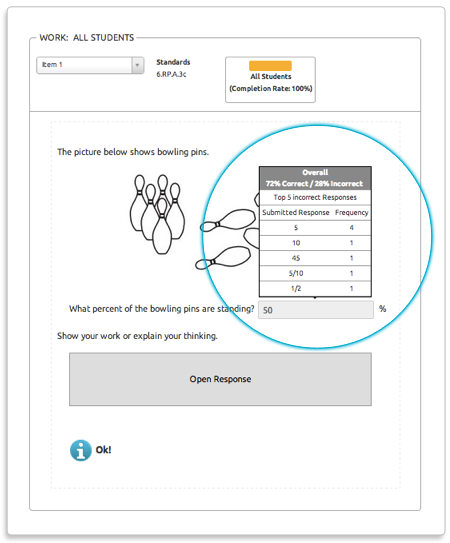 WORK: ALL STUDENTS
Item 1
Standards
6.RP.A.3c
All Students
(Completion Rate: 100%)
The picture below shows bowling pins.
Overall
72% Correct / 28% Incorrect
Top 5 incorrect Responses
Submitted Response Frequency
5 4
10 1
45 1
5/10 1
1/2 1
What percent of the bowling pins are standing? 50 %
Show your work or explain your thinking.
Open Response
Ok!